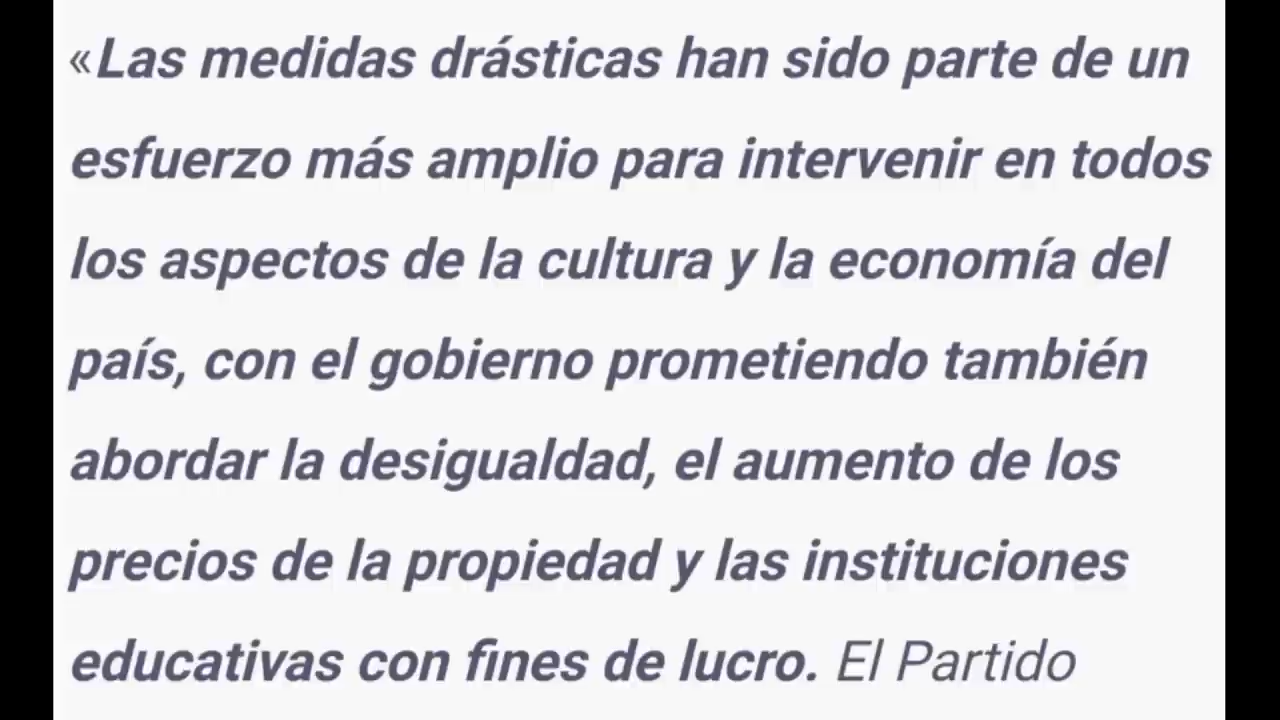 «Las medidas drásticas han sido parte de un
esfuerzo más amplio para intervenir en todos
los aspectos de la cultura y la economía del
país, con el gobierno prometiendo también
abordar la desigualdad, el aumento de los
precios de la propiedad y las instituciones
educativas con fines de lucro. El Partido